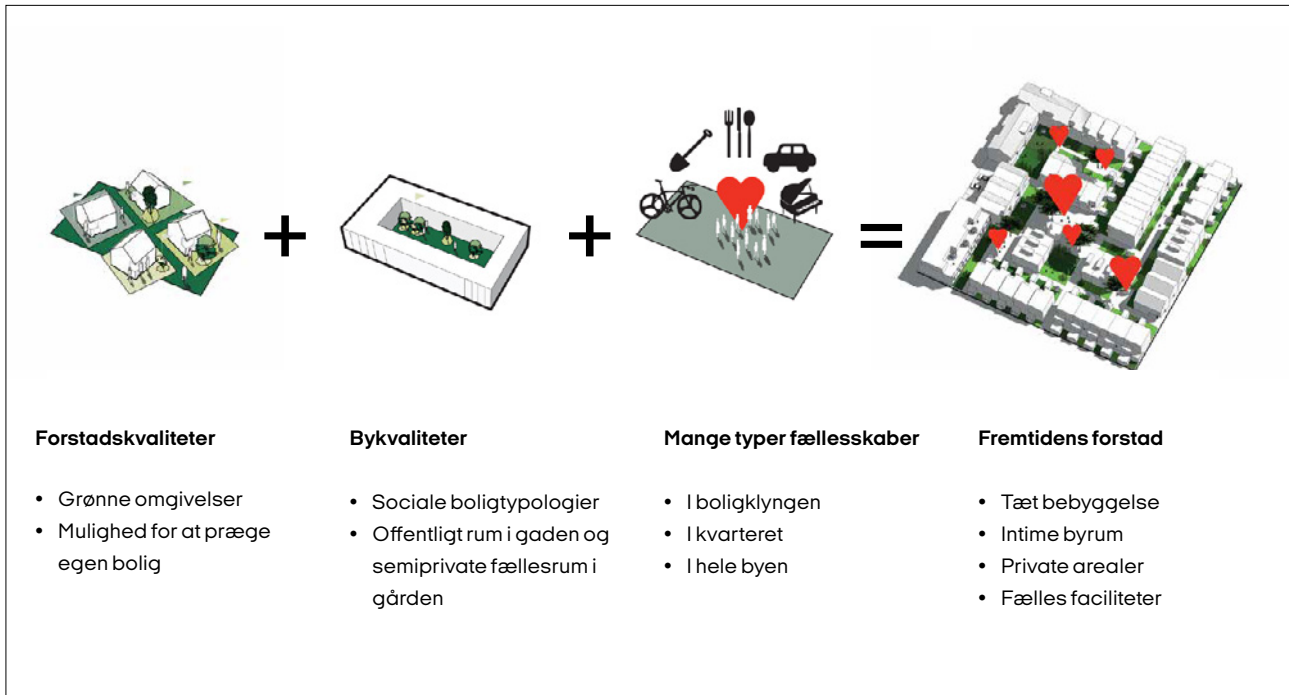 +
+
=
Forstadskvaliteter
• Grønne omgivelser
• Mulighed for at præge
egen bolig
Bykvaliteter
• Sociale boligtypologier
• Offentligt rum i gaden og
semiprivate fællesrum i
gården
Mange typer fællesskaber
• I boligklyngen
• I kvarteret
• I hele byen
Fremtidens forstad
• Tæt bebyggelse
• Intime byrum
• Private arealer
• Fælles faciliteter